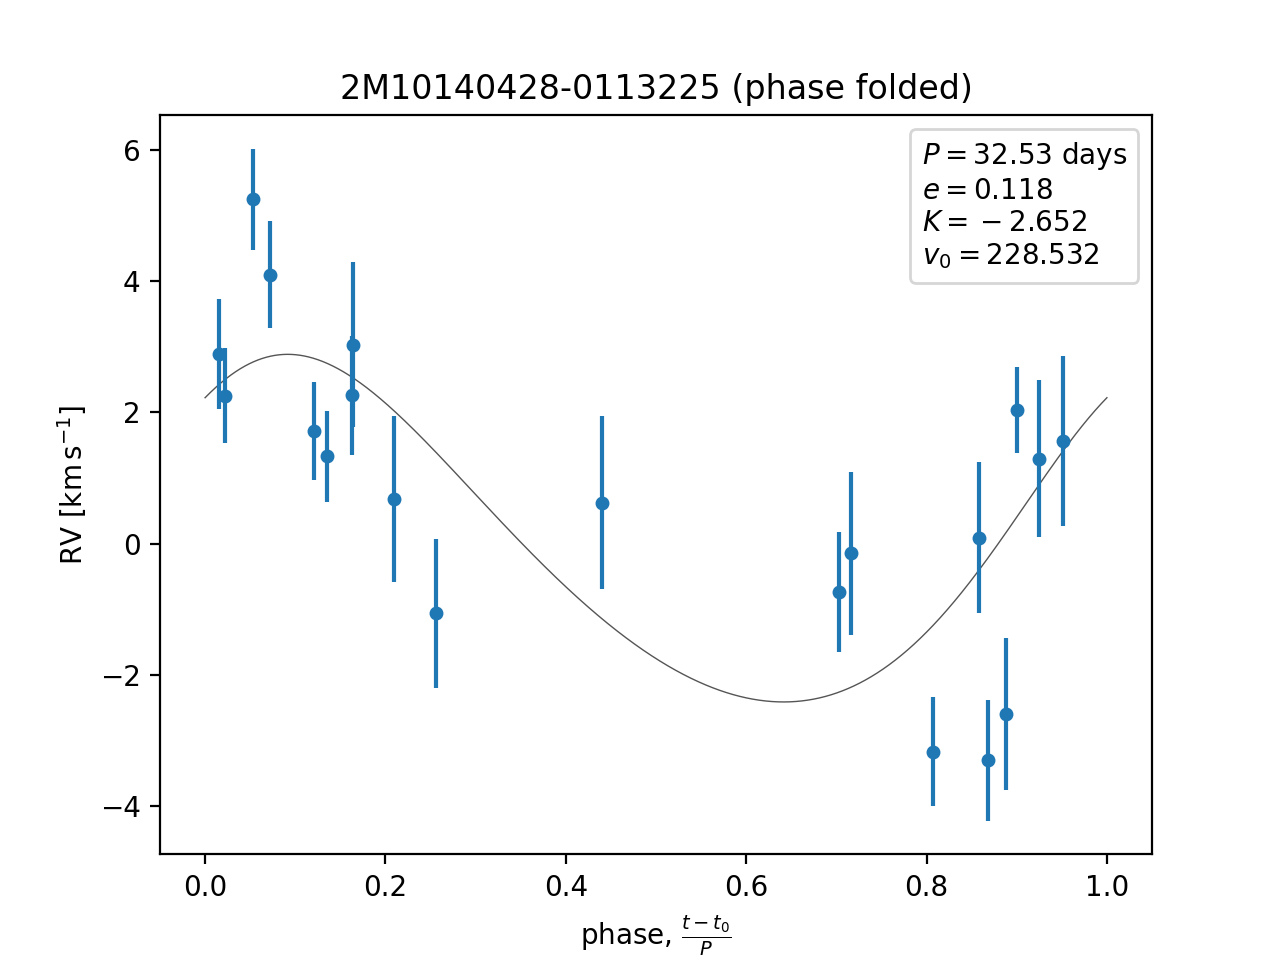 2M10140428-0113225 (phase folded)
P = 32.53 days
e = 0.118
K = −2.652
v₀ = 228.532
RV [km s⁻¹]
6
4
2
0
−2
−4
0.0 0.2 0.4 0.6 0.8 1.0
phase, (t − t₀)/P